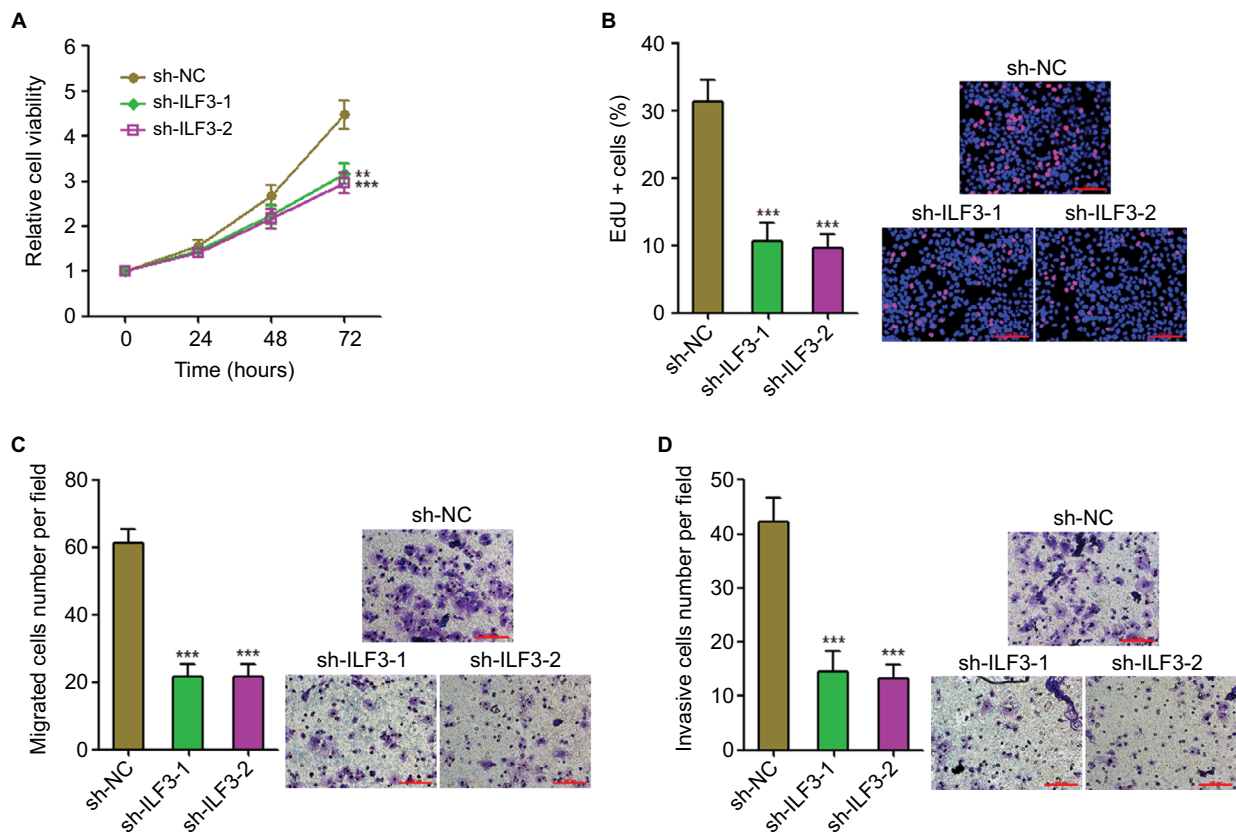 A
Relative cell viability
6
5
4
3
2
1
0
sh-NC
sh-ILF3-1
sh-ILF3-2
**
***
0 24 48 72
Time (hours)
B
EdU + cells (%)
40
30
20
10
0
***
***
sh-NC
sh-ILF3-1
sh-ILF3-2
sh-NC
sh-ILF3-1 sh-ILF3-2
C
Migrated cells number per field
80
60
40
20
0
***
***
sh-NC
sh-ILF3-1
sh-ILF3-2
sh-NC
sh-ILF3-1 sh-ILF3-2
D
Invasive cells number per field
50
40
30
20
10
0
***
***
sh-NC
sh-ILF3-1
sh-ILF3-2
sh-NC
sh-ILF3-1 sh-ILF3-2